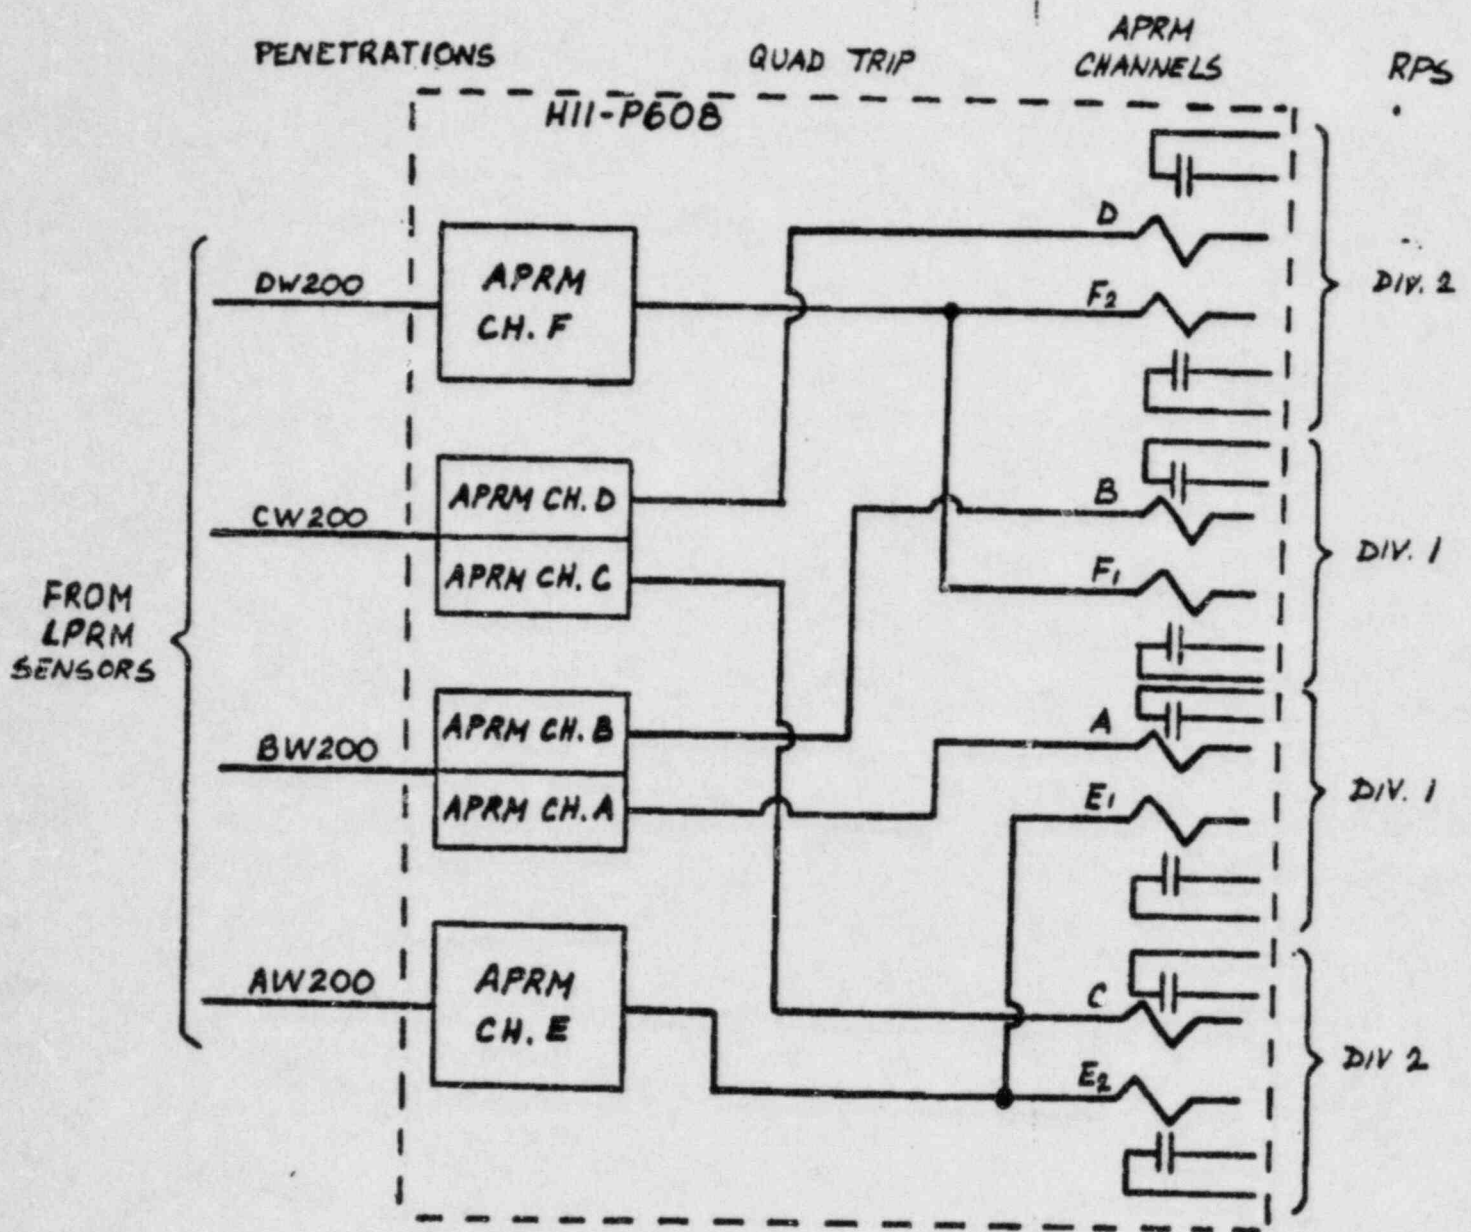 PENETRATIONS
QUAD TRIP
APRM
CHANNELS
RPS
H11-P608
DW200
APRM
CH. F
D
F2
DIV. 2
CW200
APRM CH. D
APRM CH. C
B
F1
DIV. 1
FROM
LPRM
SENSORS
BW200
APRM CH. B
APRM CH. A
A
E1
DIV. 1
AW200
APRM
CH. E
C
E2
DIV 2